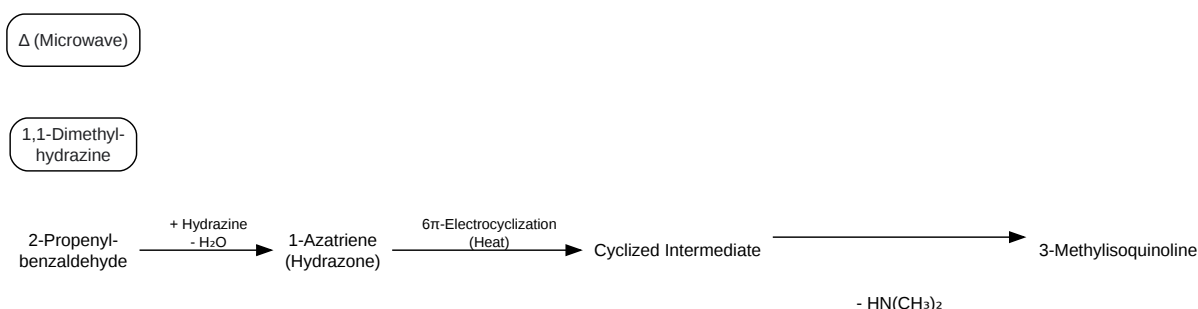 Δ (Microwave)
1,1-Dimethyl-
hydrazine
2-Propenyl-
benzaldehyde
+ Hydrazine
- H₂O
1-Azatriene
(Hydrazone)
6π-Electrocyclization
(Heat)
Cyclized Intermediate
- HN(CH₃)₂
3-Methylisoquinoline